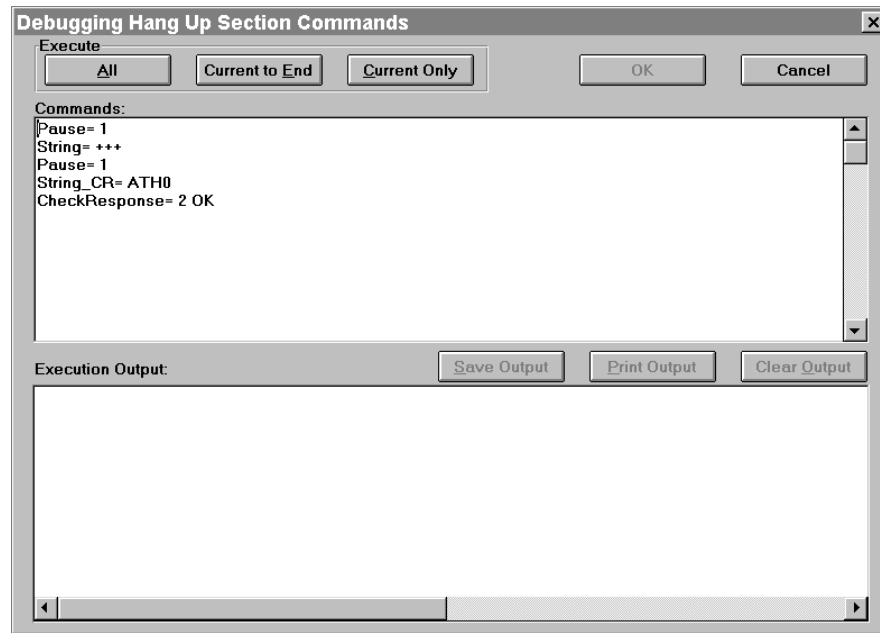 Debugging Hang Up Section Commands
Execute
All Current to End Current Only OK Cancel
Commands:
Pause= 1
String= +++
Pause= 1
String_CR= ATH0
CheckResponse= 2 OK
Execution Output: Save Output Print Output Clear Output